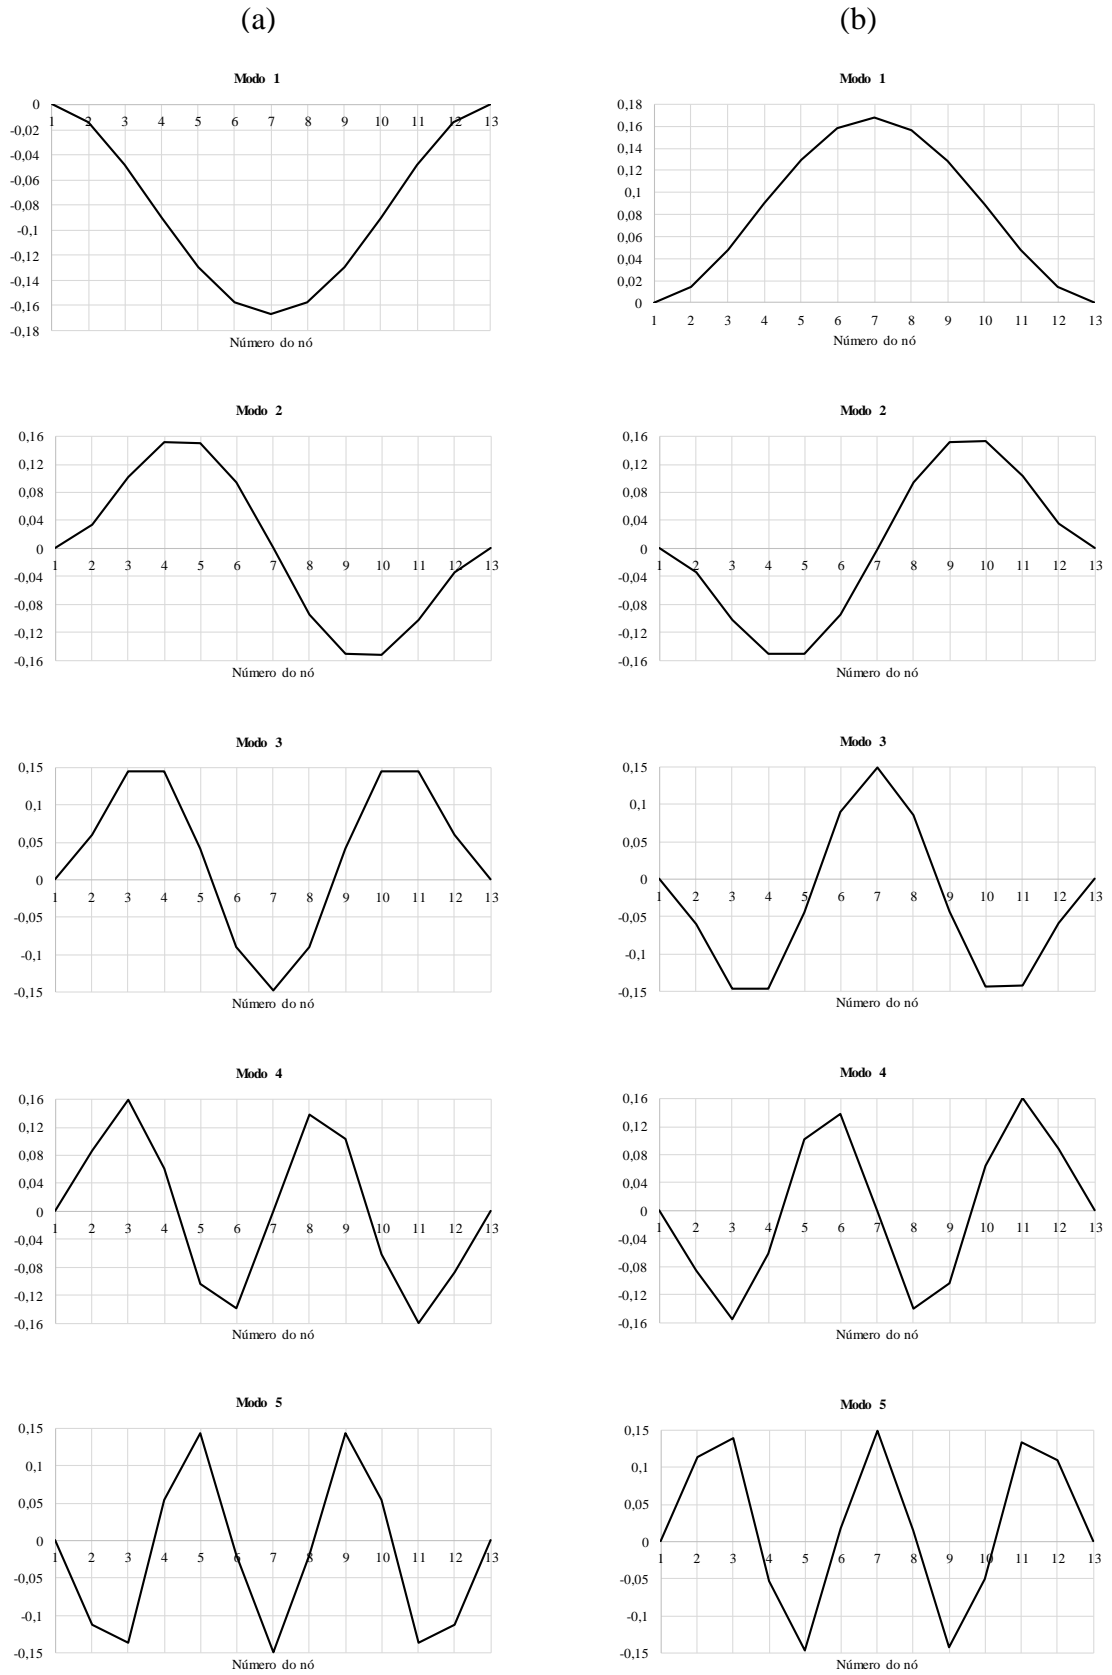 (a)
(b)
Modo 1
0
-0,02
-0,04
-0,06
-0,08
-0,1
-0,12
-0,14
-0,16
-0,18
1 2 3 4 5 6 7 8 9 10 11 12 13
Número do nó
Modo 1
0,18
0,16
0,14
0,12
0,1
0,08
0,06
0,04
0,02
0
1 2 3 4 5 6 7 8 9 10 11 12 13
Número do nó
Modo 2
0,16
0,12
0,08
0,04
0
-0,04
-0,08
-0,12
-0,16
1 2 3 4 5 6 7 8 9 10 11 12 13
Número do nó
Modo 2
0,16
0,12
0,08
0,04
0
-0,04
-0,08
-0,12
-0,16
1 2 3 4 5 6 7 8 9 10 11 12 13
Número do nó
Modo 3
0,15
0,1
0,05
0
-0,05
-0,1
-0,15
1 2 3 4 5 6 7 8 9 10 11 12 13
Número do nó
Modo 3
0,15
0,1
0,05
0
-0,05
-0,1
-0,15
1 2 3 4 5 6 7 8 9 10 11 12 13
Número do nó
Modo 4
0,16
0,12
0,08
0,04
0
-0,04
-0,08
-0,12
-0,16
1 2 3 4 5 6 7 8 9 10 11 12 13
Número do nó
Modo 4
0,16
0,12
0,08
0,04
0
-0,04
-0,08
-0,12
-0,16
1 2 3 4 5 6 7 8 9 10 11 12 13
Número do nó
Modo 5
0,15
0,1
0,05
0
-0,05
-0,1
-0,15
1 2 3 4 5 6 7 8 9 10 11 12 13
Número do nó
Modo 5
0,15
0,1
0,05
0
-0,05
-0,1
-0,15
1 2 3 4 5 6 7 8 9 10 11 12 13
Número do nó